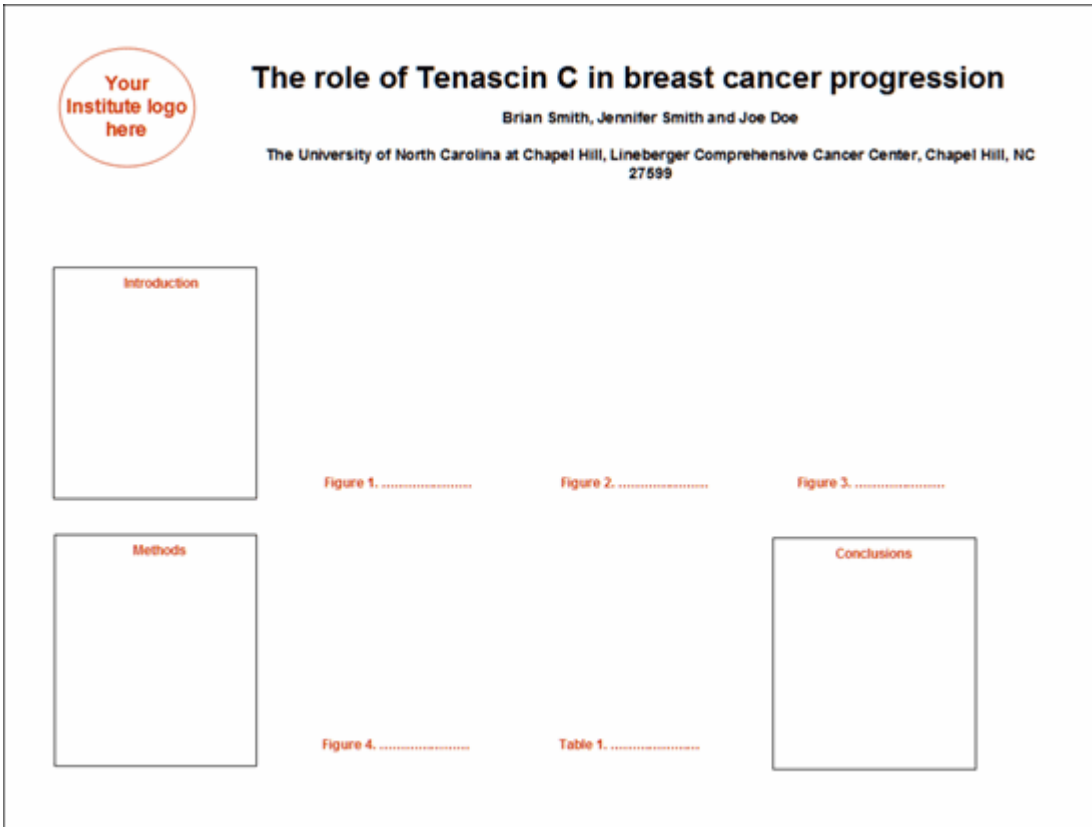 Your
Institute logo
here
The role of Tenascin C in breast cancer progression
Brian Smith, Jennifer Smith and Joe Doe
The University of North Carolina at Chapel Hill, Lineberger Comprehensive Cancer Center, Chapel Hill, NC
27599
Introduction
Figure 1. .......................
Figure 2. .......................
Figure 3. .......................
Methods
Conclusions
Figure 4. .......................
Table 1. .......................